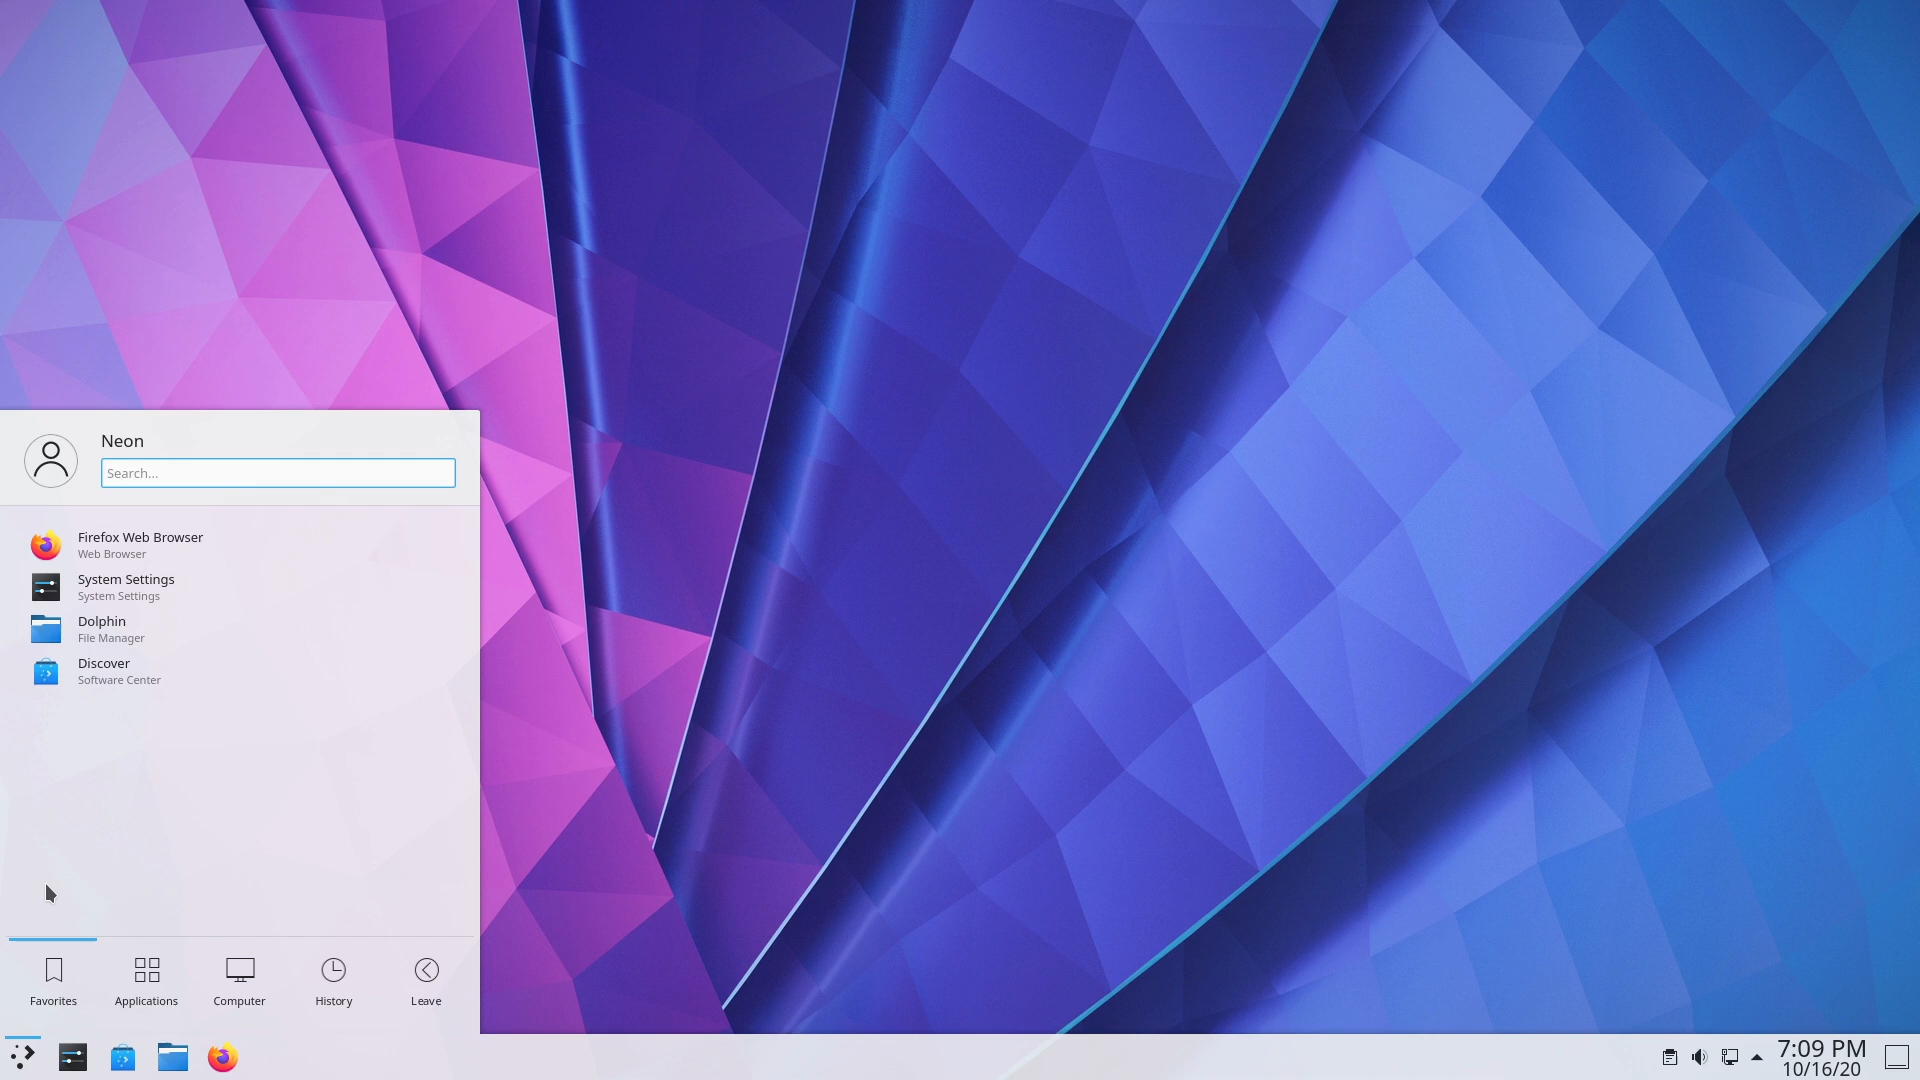 Neon
Search...
Firefox Web Browser
Web Browser
System Settings
System Settings
Dolphin
File Manager
Discover
Software Center
Favorites
Applications
Computer
History
Leave
7:09 PM
10/16/20